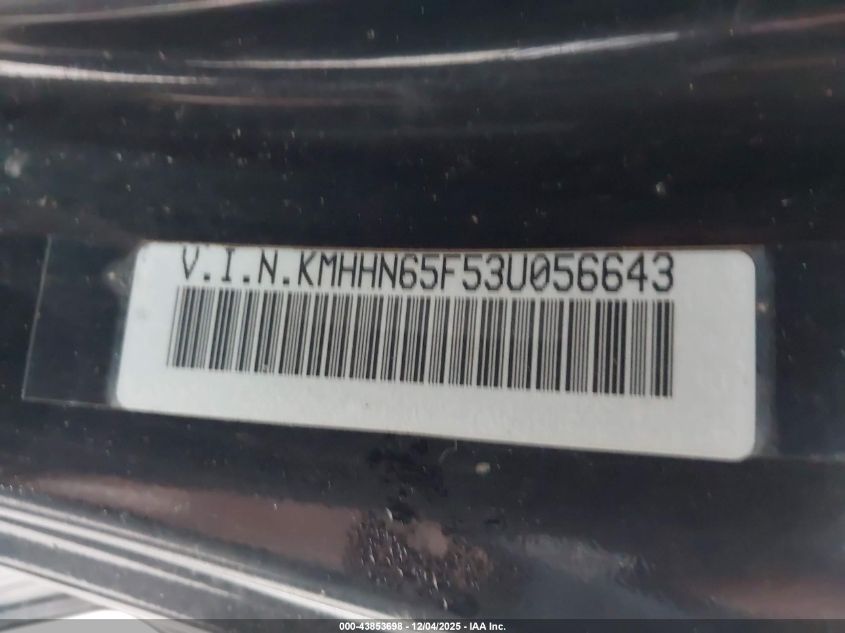 V.I.N.KMHHN65F53U056643
000-43853698 - 12/04/2025 - IAA Inc.